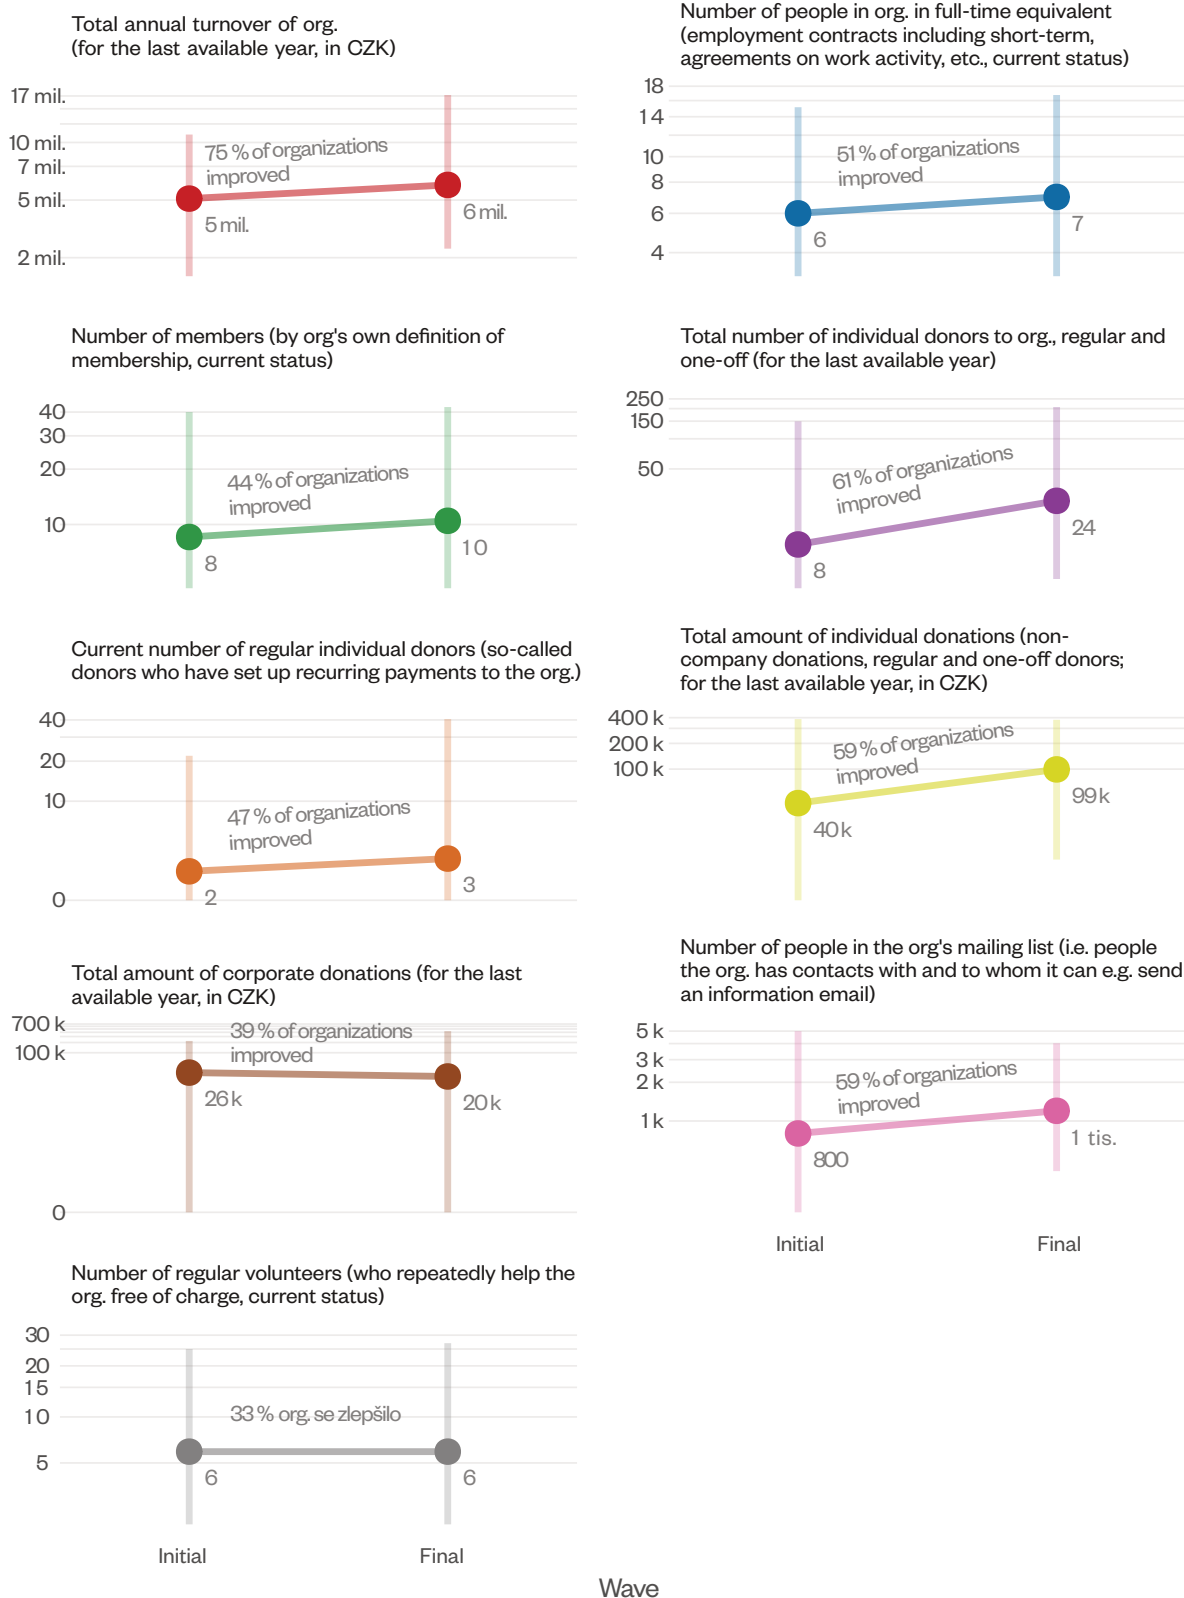 Total annual turnover of org.
(for the last available year, in CZK)
17 mil.
10 mil.
7 mil.
5 mil.
2 mil.
75 % of organizations
improved
5 mil.
6 mil.
Number of people in org. in full-time equivalent
(employment contracts including short-term,
agreements on work activity, etc., current status)
18
14
10
8
6
4
51 % of organizations
improved
6
7
Number of members (by org's own definition of
membership, current status)
40
30
20
10
44 % of organizations
improved
8
10
Total number of individual donors to org., regular and
one-off (for the last available year)
250
150
50
61 % of organizations
improved
8
24
Current number of regular individual donors (so-called
donors who have set up recurring payments to the org.)
40
20
10
0
47 % of organizations
improved
2
3
Total amount of individual donations (non-
company donations, regular and one-off donors;
for the last available year, in CZK)
400 k
200 k
100 k
59 % of organizations
improved
40 k
99 k
Total amount of corporate donations (for the last
available year, in CZK)
700 k
100 k
0
39 % of organizations
improved
26 k
20 k
Number of people in the org's mailing list (i.e. people
the org. has contacts with and to whom it can e.g. send
an information email)
5 k
3 k
2 k
1 k
59 % of organizations
improved
800
1 tis.
Initial
Final
Number of regular volunteers (who repeatedly help the
org. free of charge, current status)
30
20
15
10
5
33 % org. se zlepšilo
6
6
Initial
Final
Wave